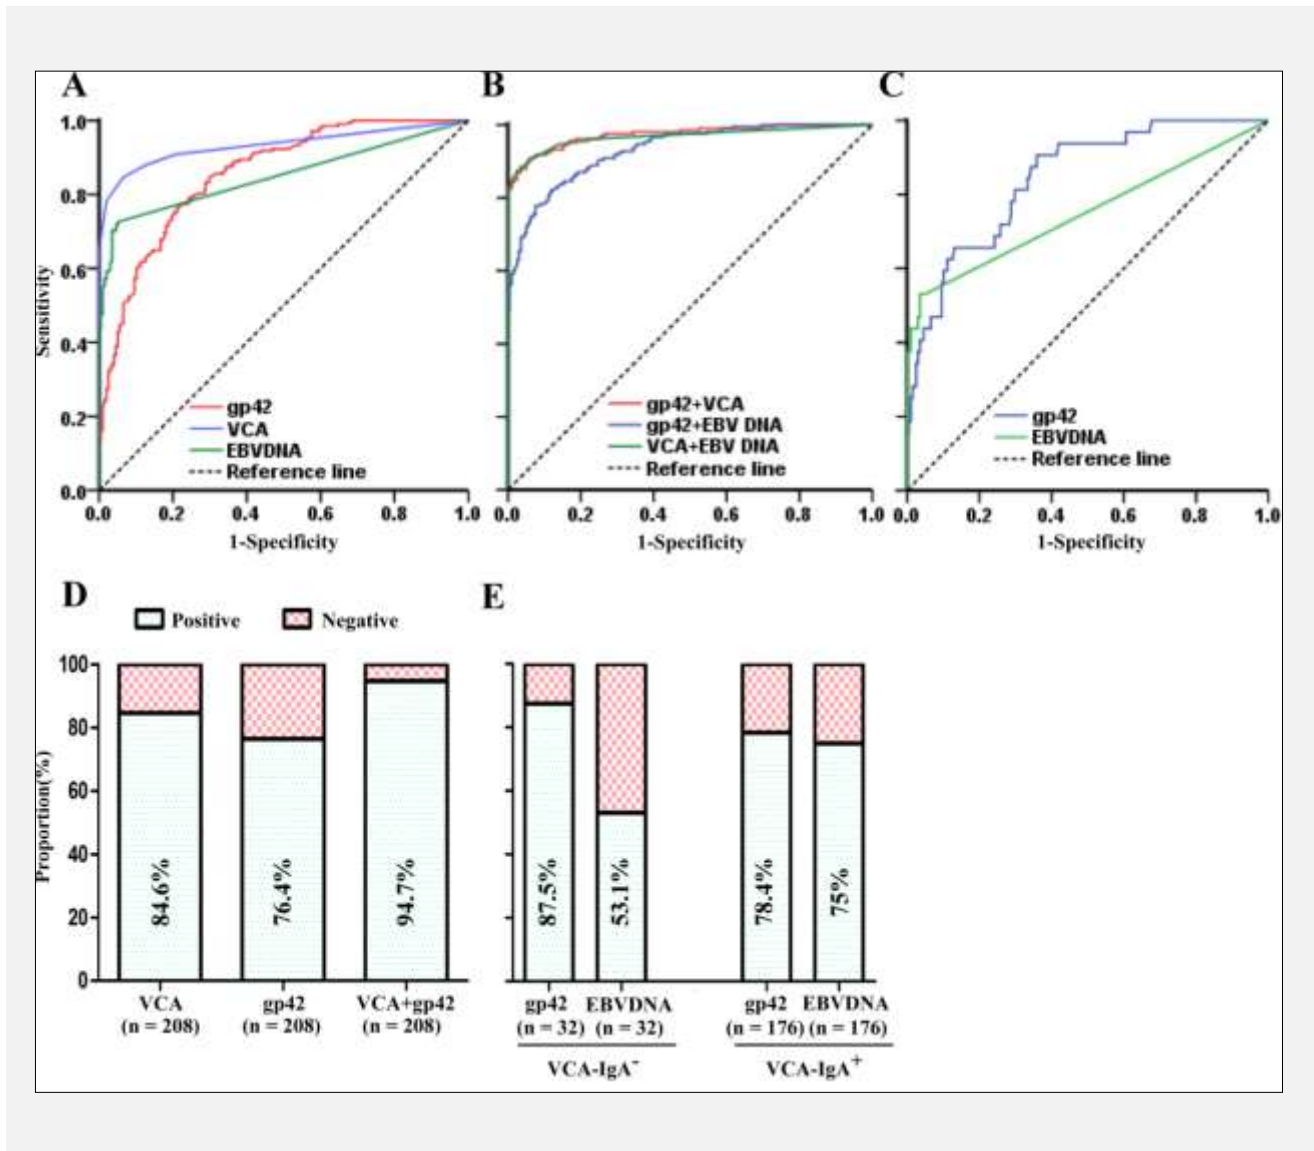 A
B
C
1.0
0.8
0.6
0.4
0.2
0.0
Sensitivity
gp42
VCA
EBVDNA
Reference line
0.0 0.2 0.4 0.6 0.8 1.0
1-Specificity
gp42+VCA
gp42+EBV DNA
VCA+EBV DNA
Reference line
0.0 0.2 0.4 0.6 0.8
1-Specificity
gp42
EBVDNA
Reference line
0.0 0.2 0.4 0.6 0.8 1.0
1-Specificity
D
E
Positive Negative
100
80
60
40
20
0
Proportion(%)
84.6% 76.4% 94.7%
VCA gp42 VCA+gp42
(n = 208) (n = 208) (n = 208)
87.5% 53.1% 78.4% 75%
gp42 EBVDNA gp42 EBVDNA
(n = 32) (n = 32) (n = 176) (n = 176)
VCA-IgA⁻ VCA-IgA⁺